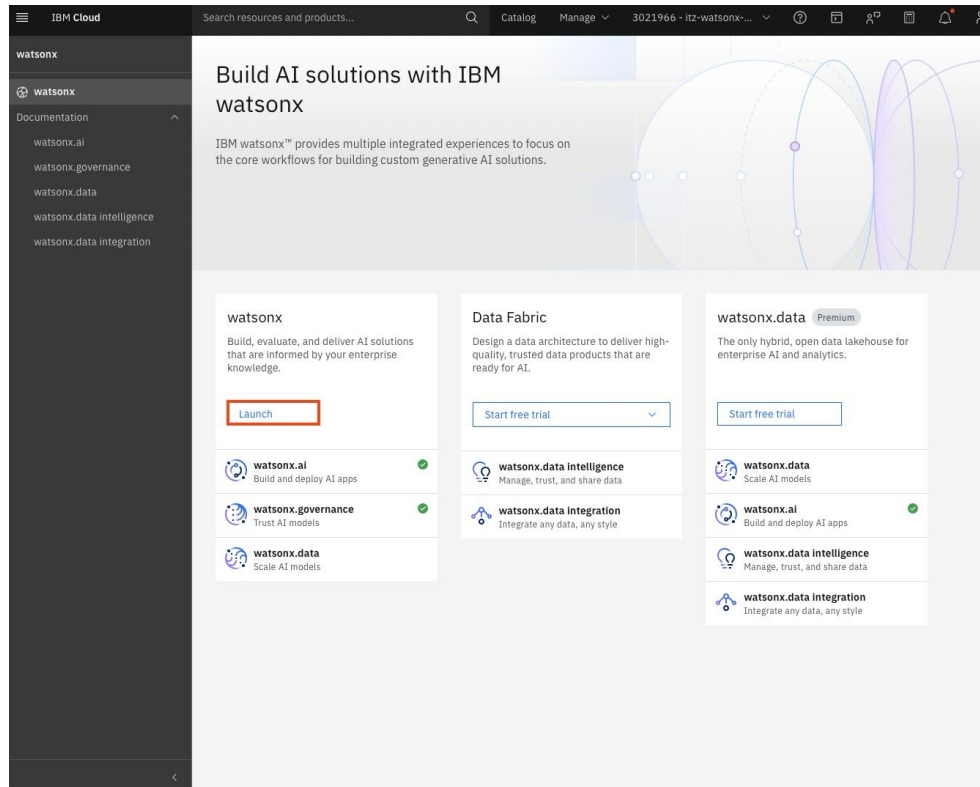 IBM Cloud
Search resources and products...
Catalog
Manage
3021966 - itz-watsonx-...
watsonx
watsonx
Documentation
watsonx.ai
watsonx.governance
watsonx.data
watsonx.data intelligence
watsonx.data integration
Build AI solutions with IBM
watsonx
IBM watsonx™ provides multiple integrated experiences to focus on
the core workflows for building custom generative AI solutions.
watsonx
Build, evaluate, and deliver AI solutions
that are informed by your enterprise
knowledge.
Launch
watsonx.ai
Build and deploy AI apps
watsonx.governance
Trust AI models
watsonx.data
Scale AI models
Data Fabric
Design a data architecture to deliver high-
quality, trusted data products that are
ready for AI.
Start free trial
watsonx.data intelligence
Manage, trust, and share data
watsonx.data integration
Integrate any data, any style
watsonx.data Premium
The only hybrid, open data lakehouse for
enterprise AI and analytics.
Start free trial
watsonx.data
Scale AI models
watsonx.ai
Build and deploy AI apps
watsonx.data intelligence
Manage, trust, and share data
watsonx.data integration
Integrate any data, any style